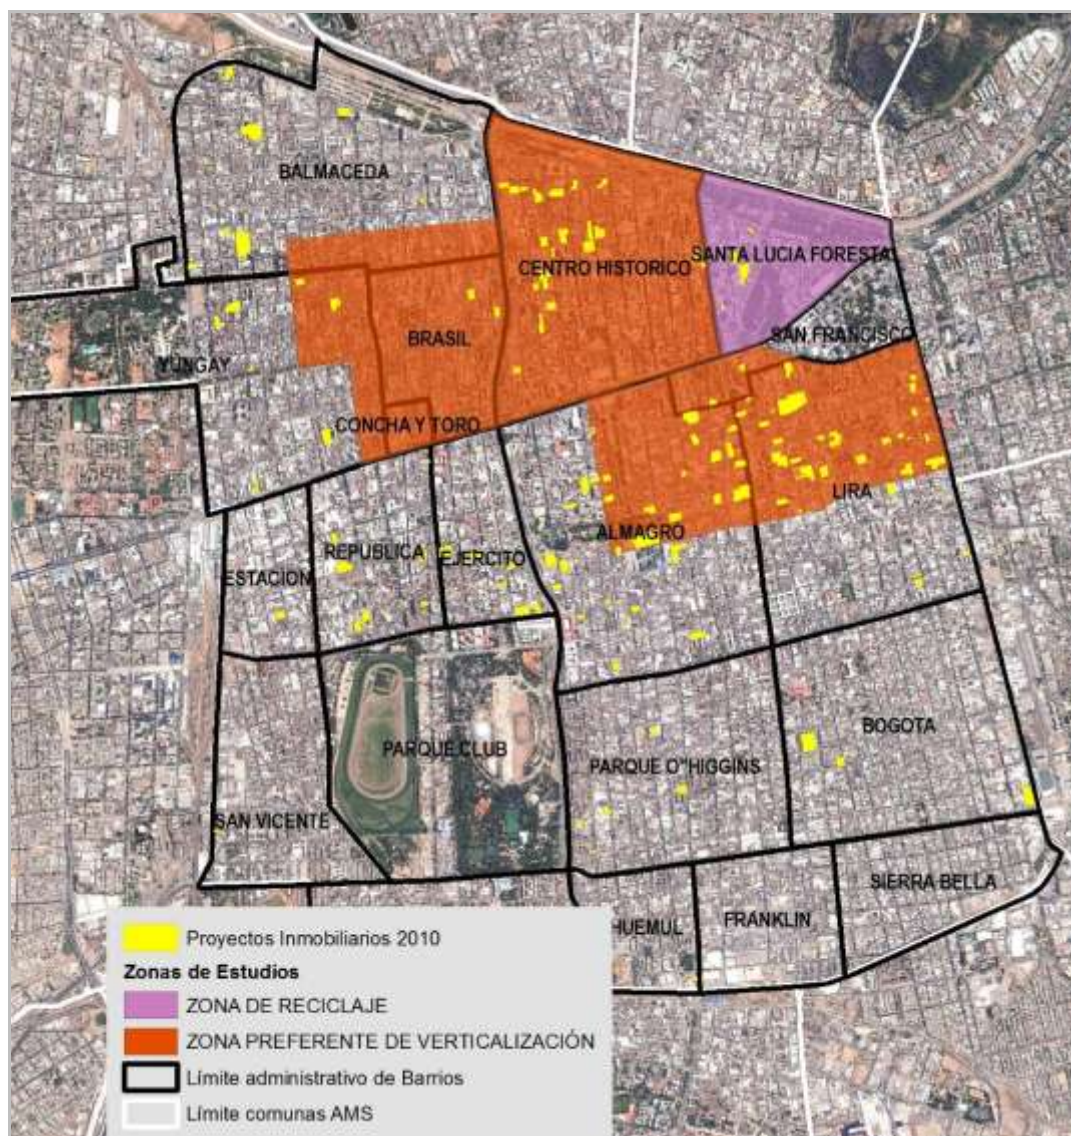 BALMACEDA
SANTA LUCIA FORESTA
CENTRO HISTORICO
SAN FRANCISCO
BRASIL
YUNGAY
CONCHA Y TORO
LIRA
ALMAGRO
REPUBLICA
EJERCITO
ESTACION
BOGOTA
PARQUE CLUB
PARQUE O"HIGGINS
SAN VICENTE
SIERRA BELLA
HUEMUL
FRANKLIN
Proyectos Inmobiliarios 2010
Zonas de Estudios
ZONA DE RECICLAJE
ZONA PREFERENTE DE VERTICALIZACIÓN
Límite administrativo de Barrios
Límite comunas AMS